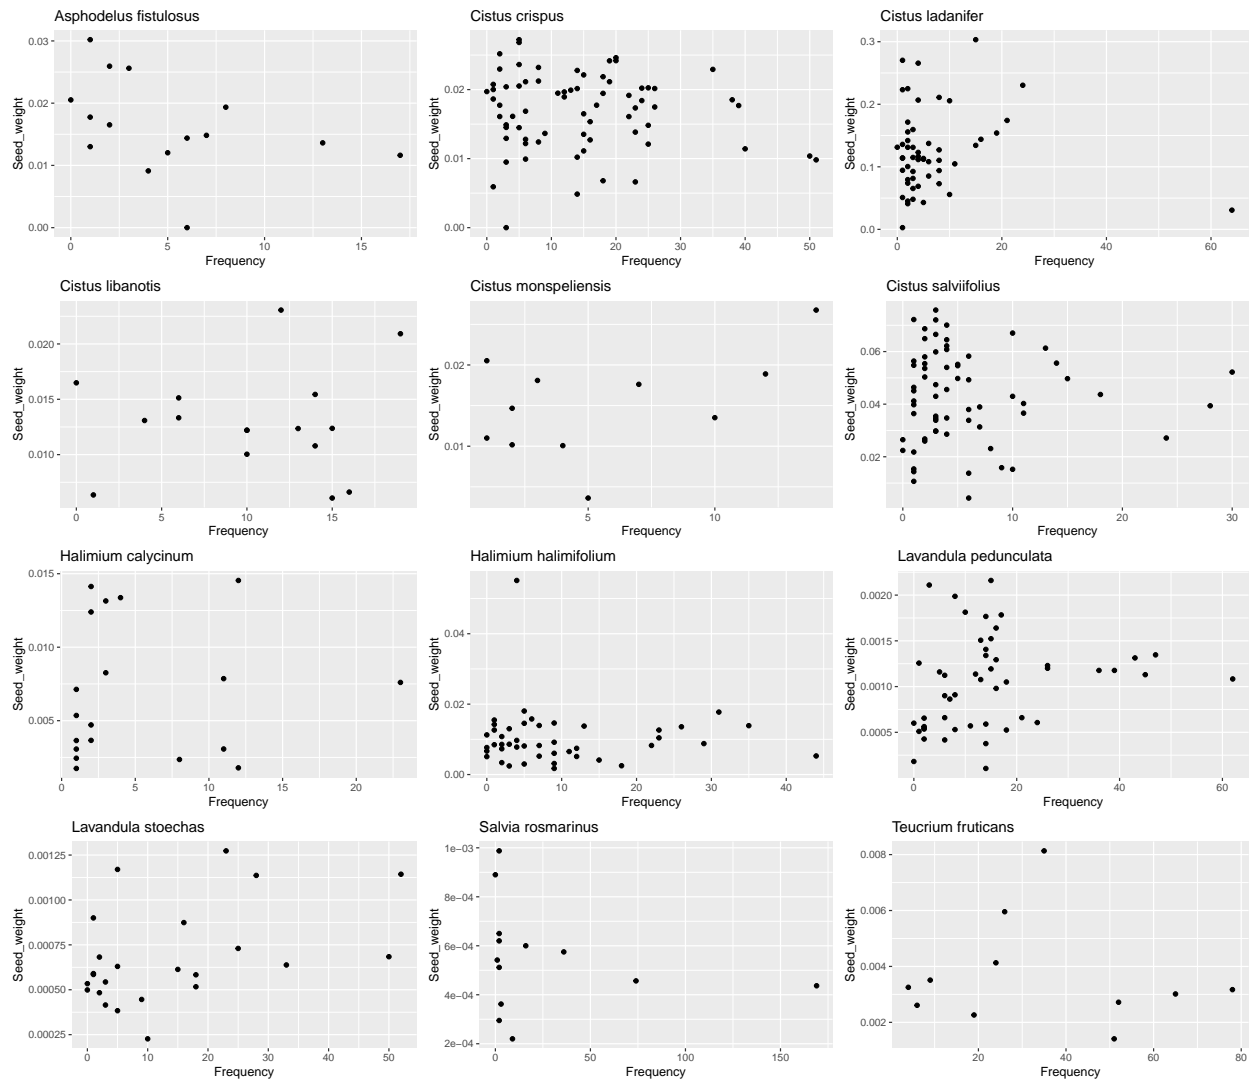 Asphodelus fistulosus
Seed_weight
0.03
0.02
0.01
0.00
0
5
10
15
Frequency
Cistus crispus
Seed_weight
0.02
0.01
0.00
0
10
20
30
40
50
Frequency
Cistus ladanifer
Seed_weight
0.3
0.2
0.1
0.0
0
20
40
60
Frequency
Cistus libanotis
Seed_weight
0.020
0.015
0.010
0
5
10
15
Frequency
Cistus monspeliensis
Seed_weight
0.02
0.01
5
10
Frequency
Cistus salviifolius
Seed_weight
0.06
0.04
0.02
0
10
20
30
Frequency
Halimium calycinum
Seed_weight
0.015
0.010
0.005
0
5
10
15
20
Frequency
Halimium halimifolium
Seed_weight
0.04
0.02
0.00
0
10
20
30
40
Frequency
Lavandula pedunculata
Seed_weight
0.0020
0.0015
0.0010
0.0005
0
20
40
60
Frequency
Lavandula stoechas
Seed_weight
0.00125
0.00100
0.00075
0.00050
0.00025
0
10
20
30
40
50
Frequency
Salvia rosmarinus
Seed_weight
1e−03
8e−04
6e−04
4e−04
2e−04
0
50
100
150
Frequency
Teucrium fruticans
Seed_weight
0.008
0.006
0.004
0.002
20
40
60
80
Frequency